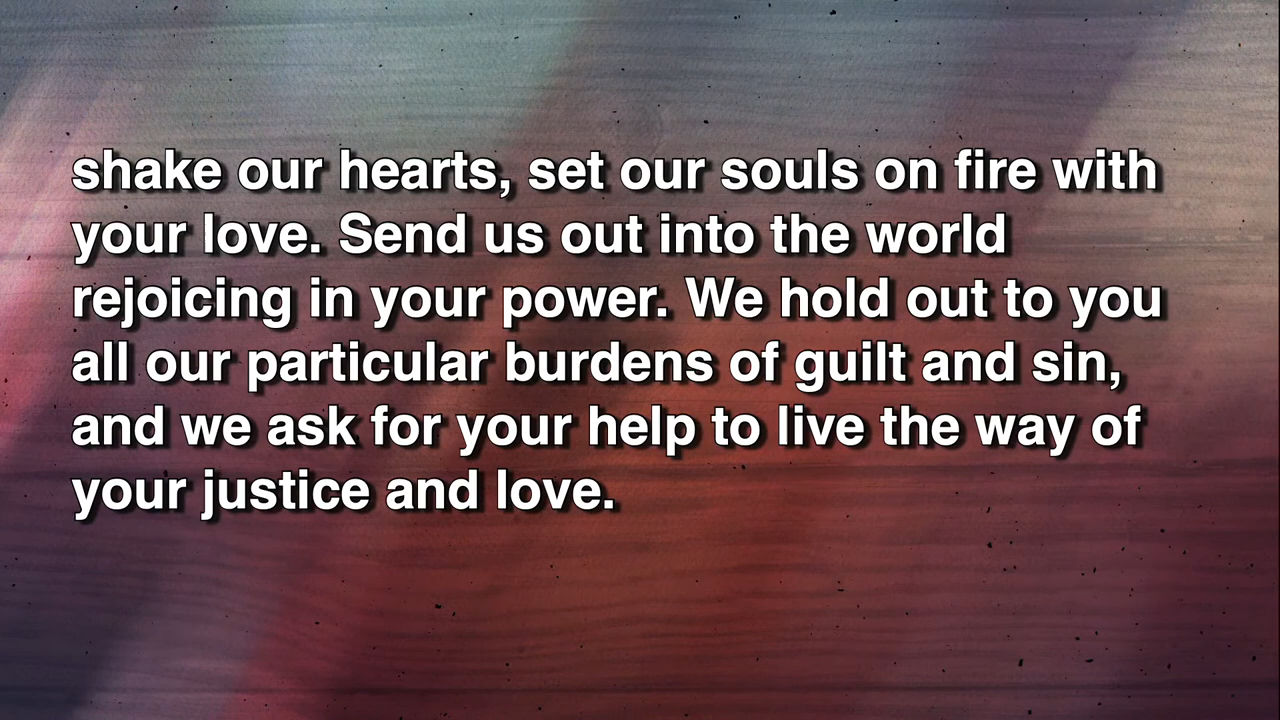 shake our hearts, set our souls on fire with
your love. Send us out into the world
rejoicing in your power. We hold out to you
all our particular burdens of guilt and sin,
and we ask for your help to live the way of
your justice and love.